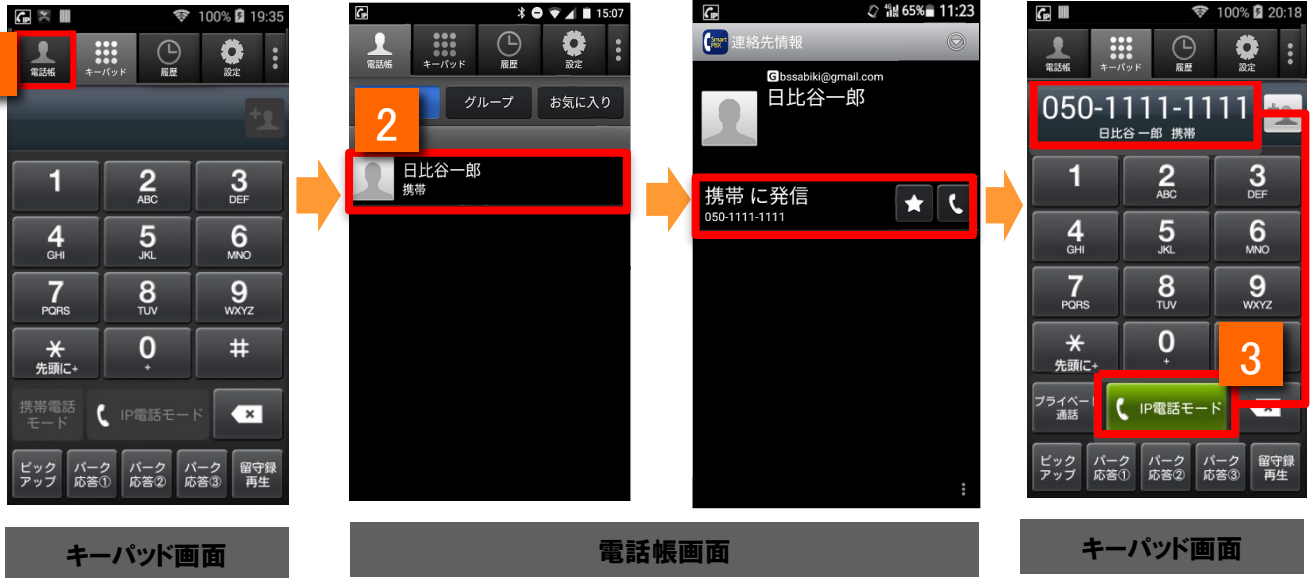 100% 19:35
電話帳
キーパッド
履歴
設定
1
2
ABC
3
DEF
4
GHI
5
JKL
6
MNO
7
PQRS
8
TUV
9
WXYZ
先頭に+
0
+
#
携帯電話
モード
IP電話モード
ピック
アップ
パーク
応答①
パーク
応答②
パーク
応答③
留守録
再生
キーパッド画面
15:07
電話帳
キーパッド
履歴
設定
2
グループ
お気に入り
日比谷一郎
携帯
65% 11:23
Smart
PBX
連絡先情報
Gbssabiki@gmail.com
日比谷一郎
携帯 に発信
050-1111-1111
電話帳画面
100% 20:18
電話帳
キーパッド
履歴
設定
050-1111-1111
日比谷 一郎 携帯
1
2
ABC
3
DEF
4
GHI
5
JKL
6
MNO
7
PQRS
8
TUV
9
WXYZ
先頭に+
0
+
3
プライベート
通話
IP電話モード
ピック
アップ
パーク
応答①
パーク
応答②
パーク
応答③
留守録
再生
キーパッド画面